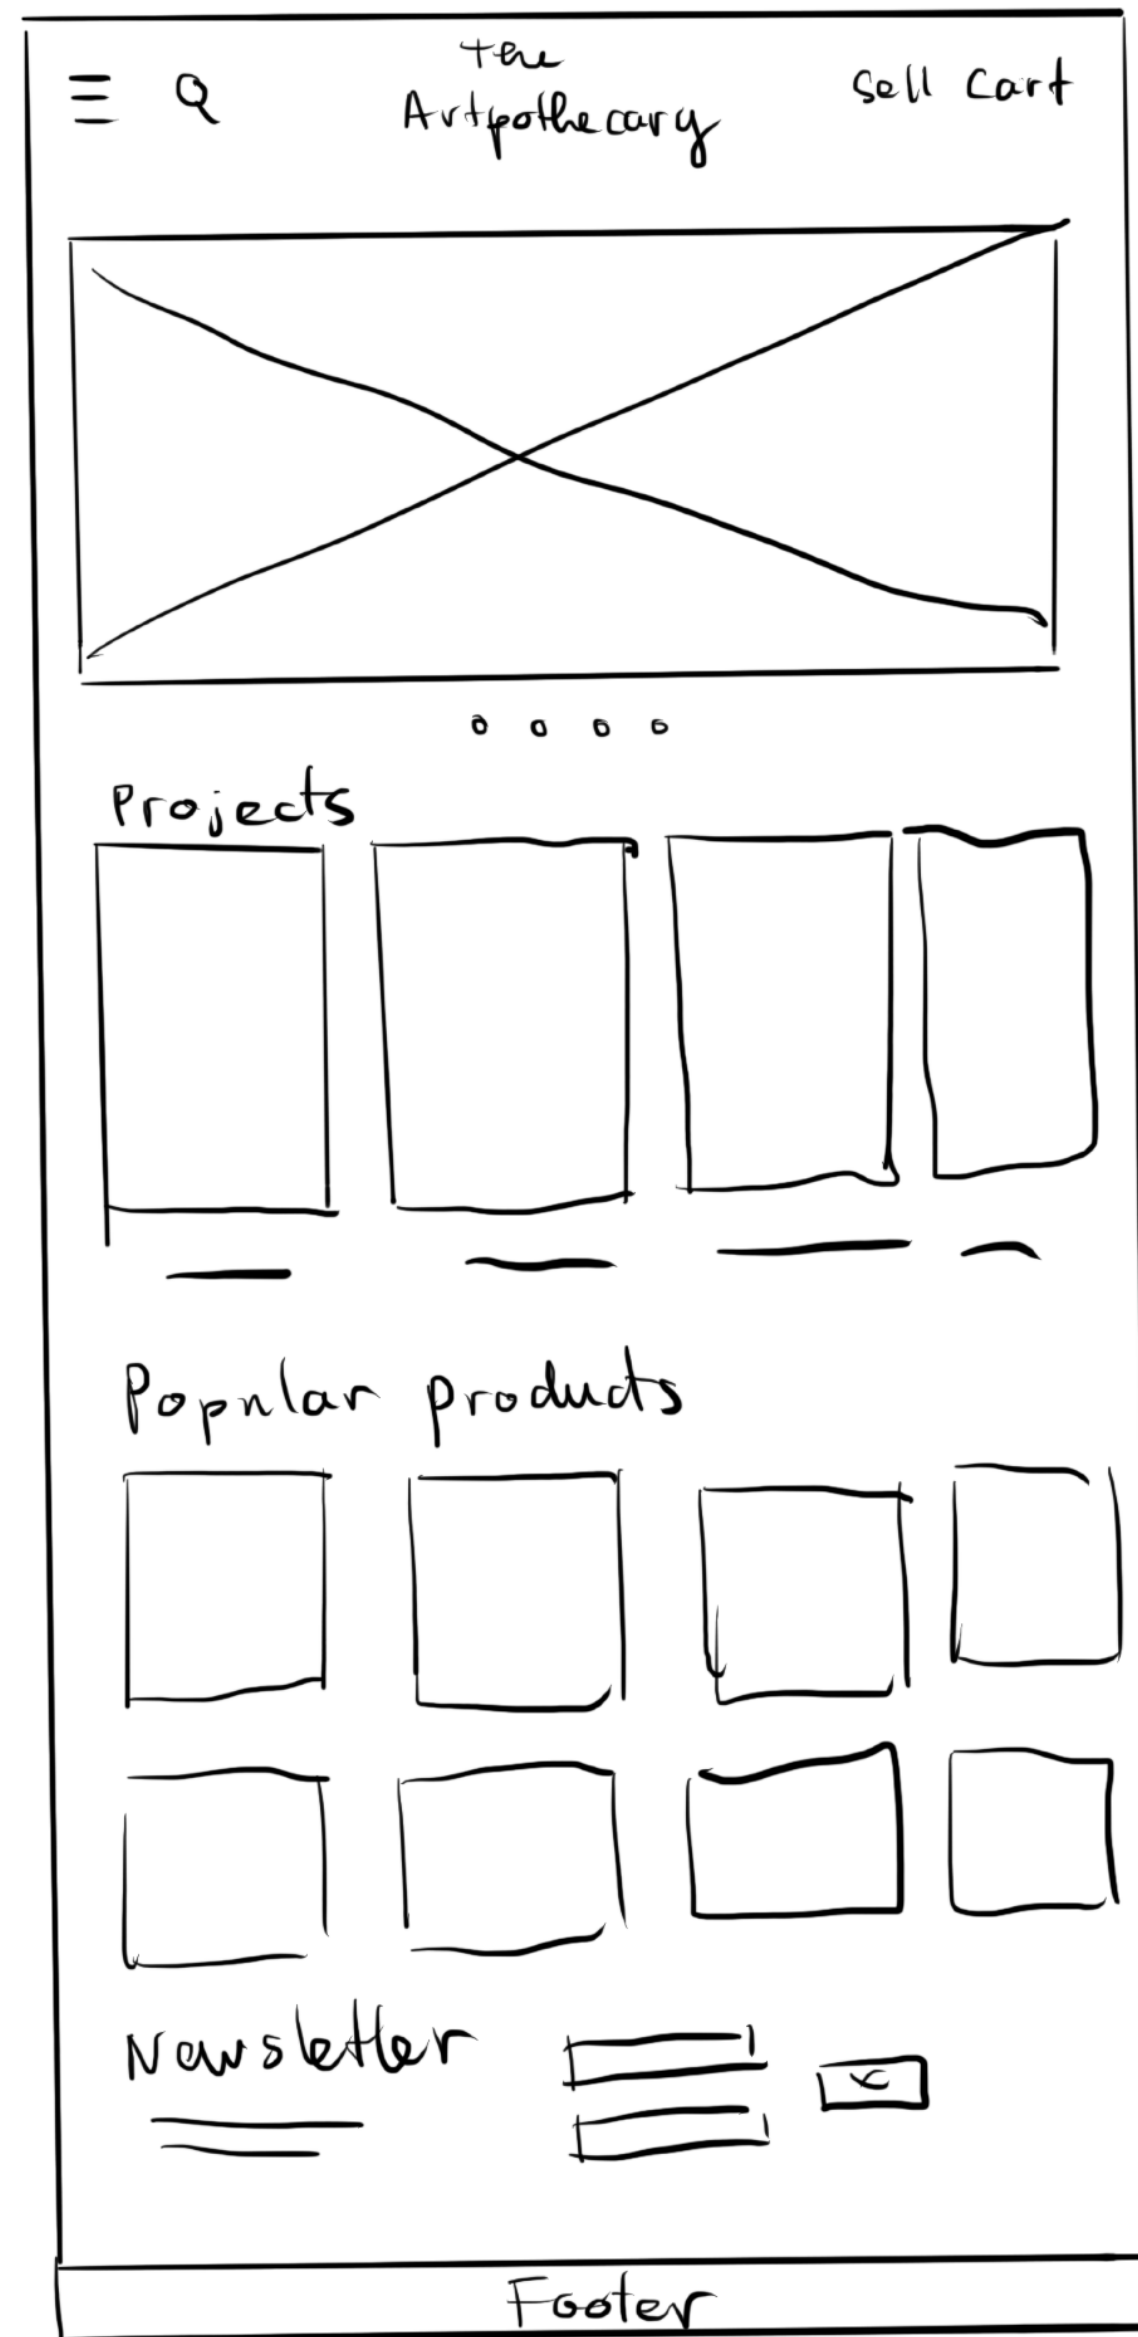 the
Artpothecary
Sell Cart
Projects
Popular products
Newsletter
Footer